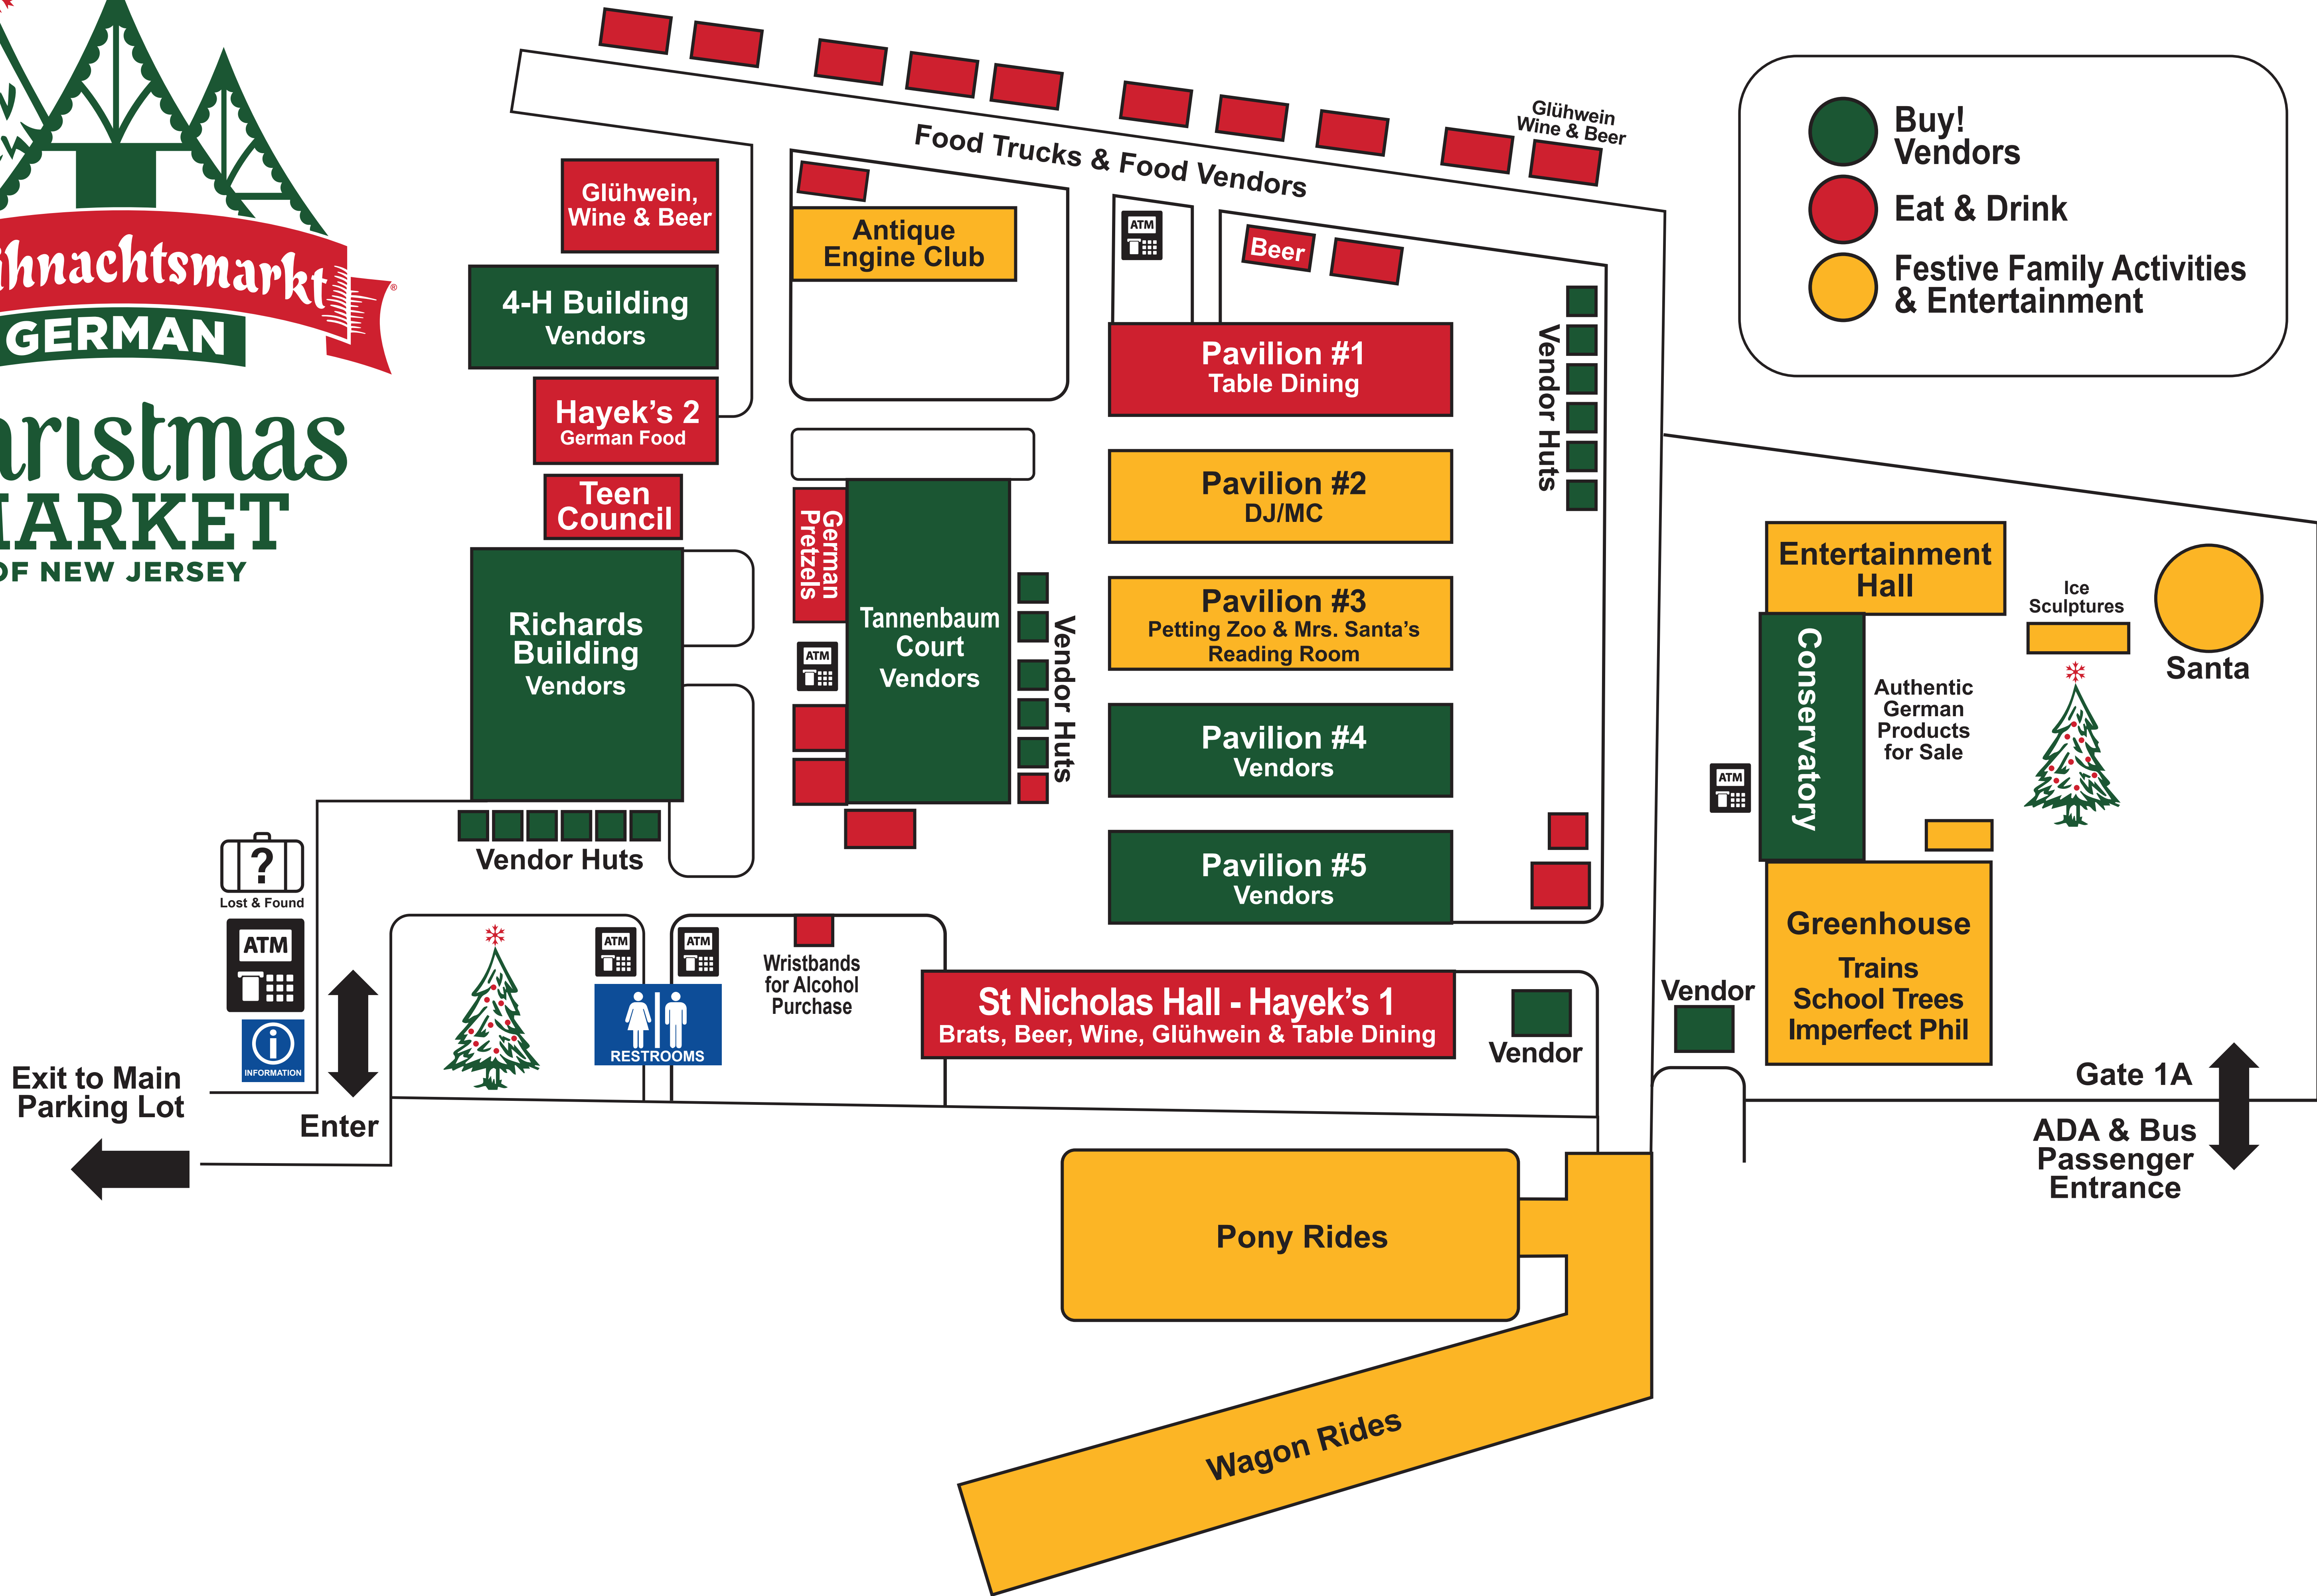 ihnachtsmarkt®
GERMAN
ristmas
MARKET
OF NEW JERSEY
Buy!
Vendors
Eat & Drink
Festive Family Activities
& Entertainment
Glühwein
Wine & Beer
Food Trucks & Food Vendors
Glühwein,
Wine & Beer
4-H Building
Vendors
Hayek's 2
German Food
Teen
Council
Richards
Building
Vendors
Vendor Huts
Antique
Engine Club
German
Pretzels
ATM
Tannenbaum
Court
Vendors
Vendor Huts
ATM
Beer
Pavilion #1
Table Dining
Pavilion #2
DJ/MC
Pavilion #3
Petting Zoo & Mrs. Santa's
Reading Room
Pavilion #4
Vendors
Pavilion #5
Vendors
Vendor Huts
Entertainment
Hall
Ice
Sculptures
Santa
Conservatory
Authentic
German
Products
for Sale
ATM
Greenhouse
Trains
School Trees
Imperfect Phil
Vendor
Gate 1A
ADA & Bus
Passenger
Entrance
?
Lost & Found
ATM
i
INFORMATION
Exit to Main
Parking Lot
Enter
ATM
ATM
RESTROOMS
Wristbands
for Alcohol
Purchase
St Nicholas Hall - Hayek's 1
Brats, Beer, Wine, Glühwein & Table Dining
Vendor
Pony Rides
Wagon Rides